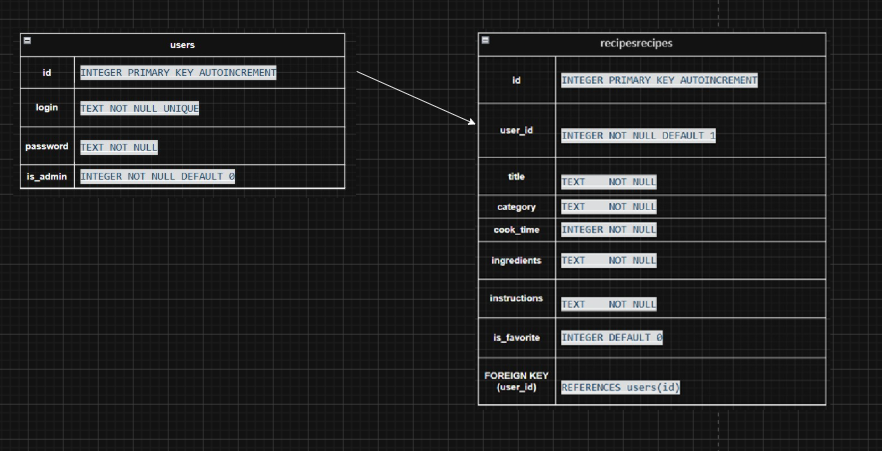 users
id INTEGER PRIMARY KEY AUTOINCREMENT
login TEXT NOT NULL UNIQUE
password TEXT NOT NULL
is_admin INTEGER NOT NULL DEFAULT 0
recipesrecipes
id INTEGER PRIMARY KEY AUTOINCREMENT
user_id INTEGER NOT NULL DEFAULT 1
title TEXT NOT NULL
category TEXT NOT NULL
cook_time INTEGER NOT NULL
ingredients TEXT NOT NULL
instructions TEXT NOT NULL
is_favorite INTEGER DEFAULT 0
FOREIGN KEY
(user_id) REFERENCES users(id)